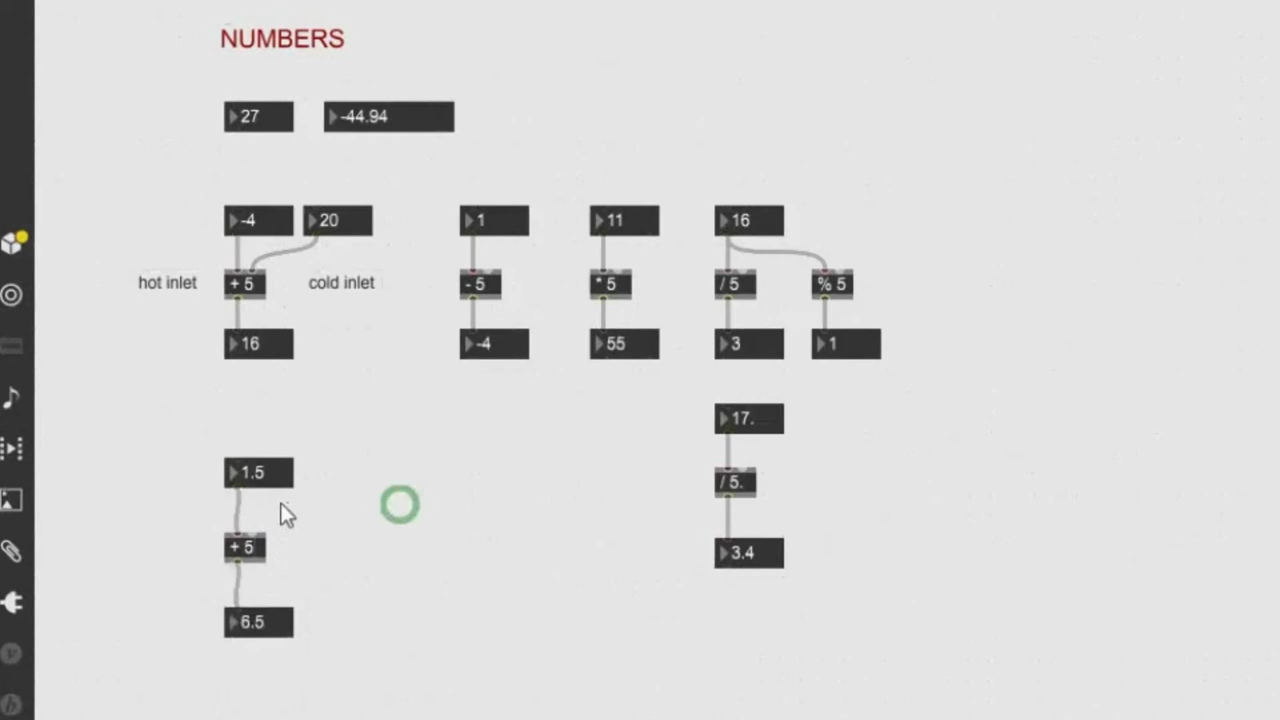 NUMBERS
27 -44.94
-4 20 1 11 16
hot inlet + 5 cold inlet - 5 * 5 / 5 % 5
16 -4 55 3 1
17.
1.5
/ 5.
+ 5
3.4
6.5